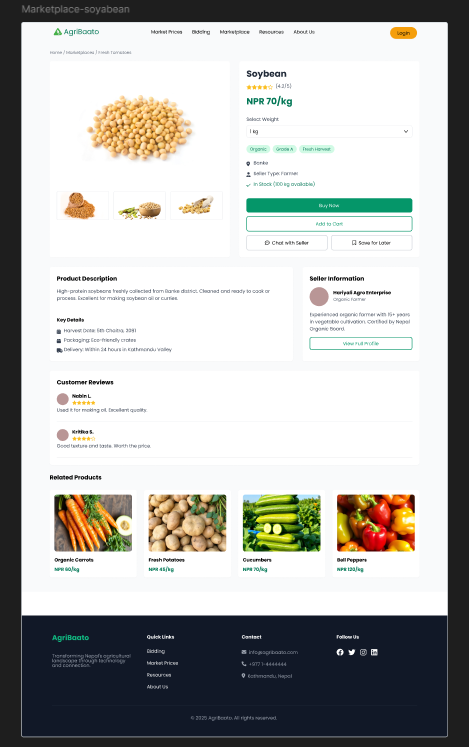 Marketplace-soyabean
AgriBaato
Market Prices
Bidding
Marketplace
Resources
About Us
Login
Home / Marketplaces / Fresh Tomatoes
Soybean
(4.2/5)
NPR 70/kg
Select Weight
1 kg
Organic
Grade A
Fresh Harvest
Banke
Seller Type: Farmer
In Stock (100 kg available)
Buy Now
Add to Cart
Chat with Seller
Save for Later
Product Description
High-protein soybeans freshly collected from Banke district. Cleaned and ready to cook or
process. Excellent for making soybean oil or curries.
Key Details
Harvest Date: 5th Chaitra, 2081
Packaging: Eco-friendly crates
Delivery: Within 24 hours in Kathmandu Valley
Seller Information
Hariyali Agro Enterprise
Organic Farmer
Experienced organic farmer with 15+ years
in vegetable cultivation. Certified by Nepal
Organic Board.
View Full Profile
Customer Reviews
Nabin L.
Used it for making oil. Excellent quality.
Kritika S.
Good texture and taste. Worth the price.
Related Products
Organic Carrots
NPR 60/kg
Fresh Potatoes
NPR 45/kg
Cucumbers
NPR 70/kg
Bell Peppers
NPR 120/kg
AgriBaato
Transforming Nepal's agricultural
landscape through technology
and connection.
Quick Links
Bidding
Market Prices
Resources
About Us
Contact
info@agribaato.com
+977 1-4444444
Kathmandu, Nepal
Follow Us
© 2025 AgriBaato. All rights reserved.